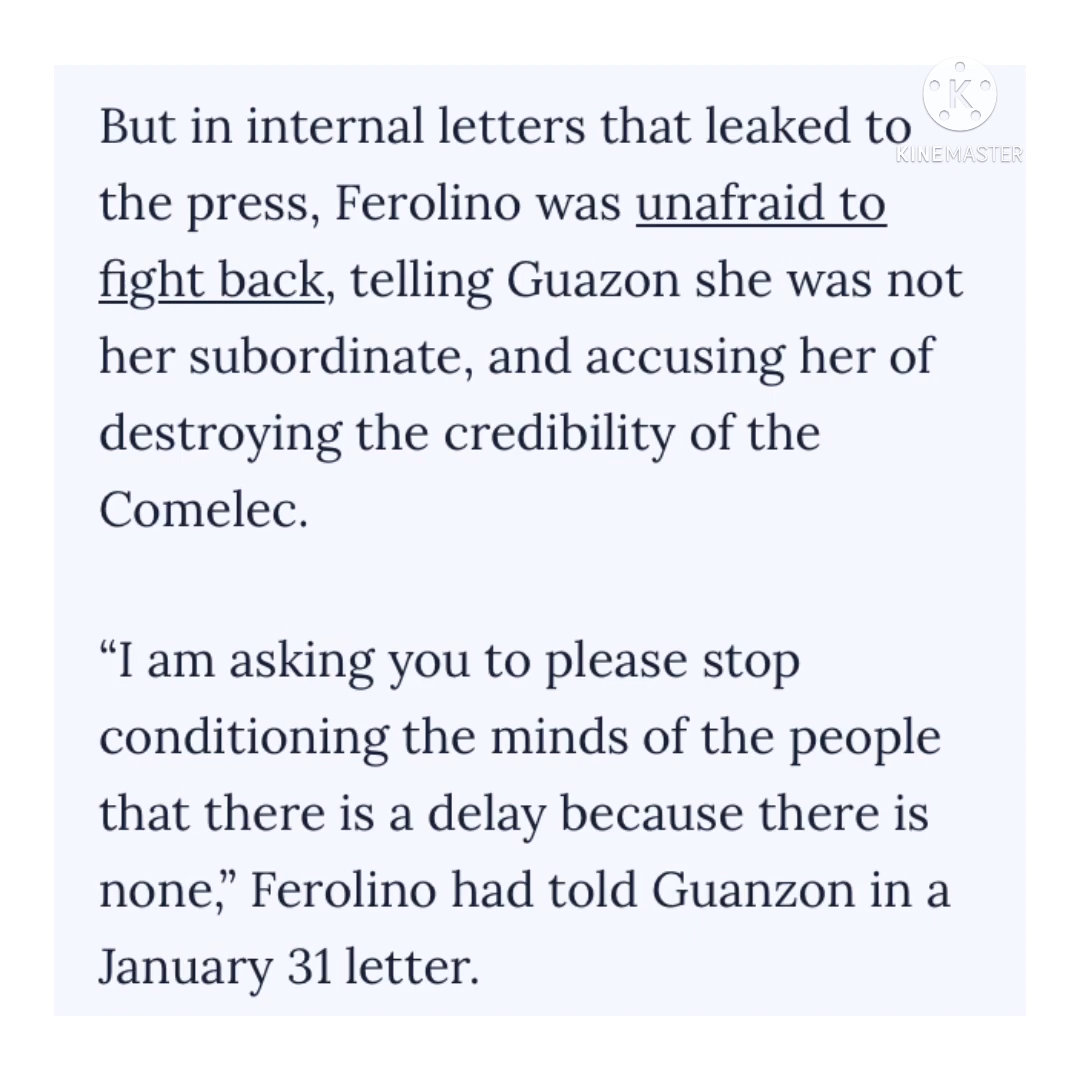 But in internal letters that leaked to
K
KINEMASTER
the press, Ferolino was unafraid to
fight back, telling Guazon she was not
her subordinate, and accusing her of
destroying the credibility of the
Comelec.
“I am asking you to please stop
conditioning the minds of the people
that there is a delay because there is
none,” Ferolino had told Guanzon in a
January 31 letter.